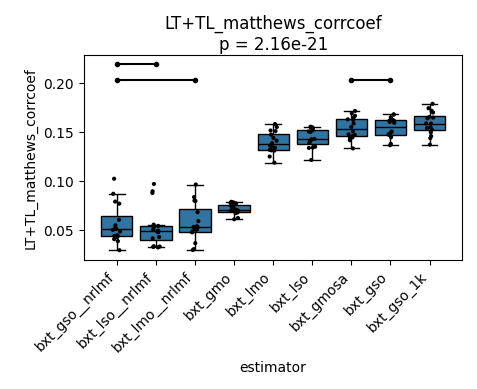 LT+TL_matthews_corrcoef
p = 2.16e-21
LT+TL_matthews_corrcoef
0.20
0.15
0.10
0.05
bxt_gso__nrlmf
bxt_lso__nrlmf
bxt_lmo__nrlmf
bxt_gmo
bxt_lmo
bxt_lso
bxt_gmosa
bxt_gso
bxt_gso_1k
estimator